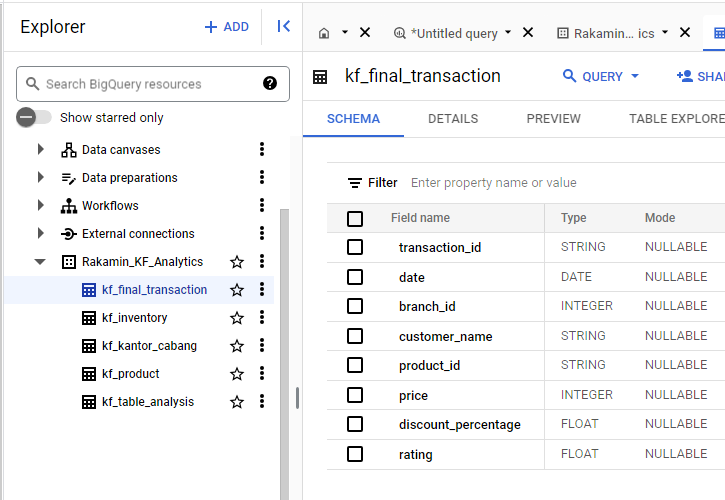 Explorer
+ ADD
Search BigQuery resources
Show starred only
Data canvases
Data preparations
Workflows
External connections
Rakamin_KF_Analytics
kf_final_transaction
kf_inventory
kf_kantor_cabang
kf_product
kf_table_analysis
*Untitled query
Rakamin... ics
kf_final_transaction
QUERY
SHA
SCHEMA DETAILS PREVIEW TABLE EXPLORE
Filter Enter property name or value
Field name Type Mode
transaction_id STRING NULLABLE
date DATE NULLABLE
branch_id INTEGER NULLABLE
customer_name STRING NULLABLE
product_id STRING NULLABLE
price INTEGER NULLABLE
discount_percentage FLOAT NULLABLE
rating FLOAT NULLABLE